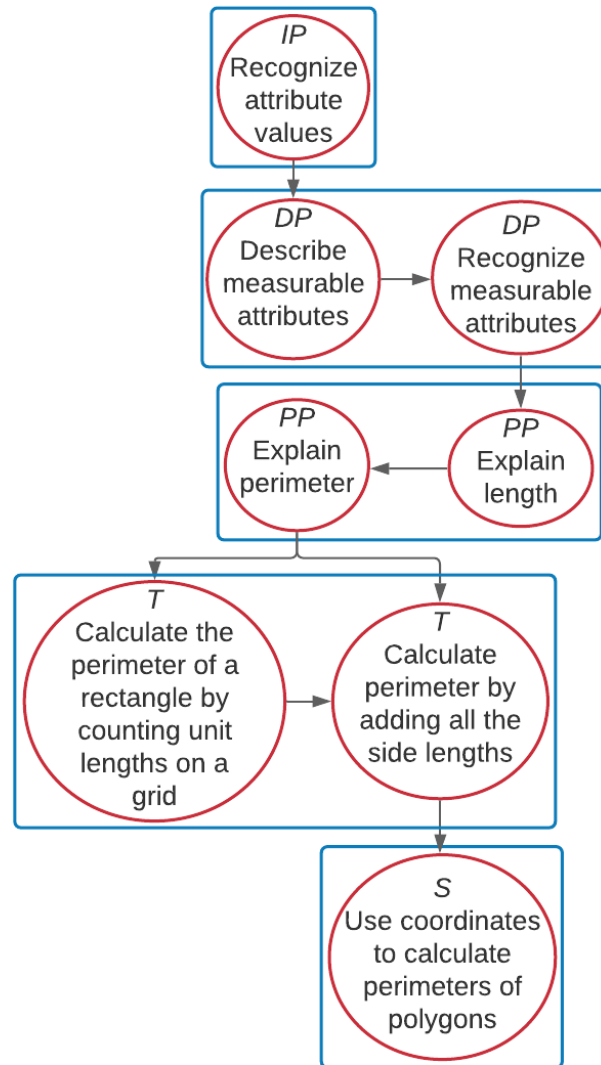 IP
Recognize
attribute
values
DP
Describe
measurable
attributes
DP
Recognize
measurable
attributes
PP
Explain
perimeter
PP
Explain
length
T
Calculate the
perimeter of a
rectangle by
counting unit
lengths on a
grid
T
Calculate
perimeter by
adding all the
side lengths
S
Use coordinates
to calculate
perimeters of
polygons